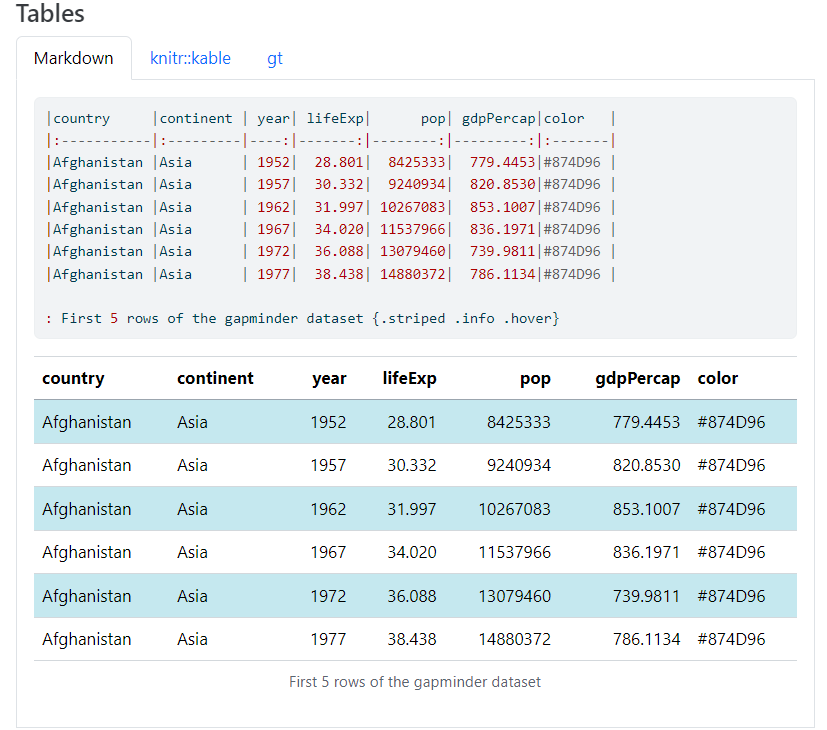 Tables
Markdown knitr::kable gt
|country     |continent | year| lifeExp|      pop| gdpPercap|color   |
|:-----------|:---------|----:|-------:|--------:|---------:|:-------|
|Afghanistan |Asia      | 1952|  28.801|  8425333|  779.4453|#874D96 |
|Afghanistan |Asia      | 1957|  30.332|  9240934|  820.8530|#874D96 |
|Afghanistan |Asia      | 1962|  31.997| 10267083|  853.1007|#874D96 |
|Afghanistan |Asia      | 1967|  34.020| 11537966|  836.1971|#874D96 |
|Afghanistan |Asia      | 1972|  36.088| 13079460|  739.9811|#874D96 |
|Afghanistan |Asia      | 1977|  38.438| 14880372|  786.1134|#874D96 |
: First 5 rows of the gapminder dataset {.striped .info .hover}
country continent year lifeExp pop gdpPercap color
Afghanistan Asia 1952 28.801 8425333 779.4453 #874D96
Afghanistan Asia 1957 30.332 9240934 820.8530 #874D96
Afghanistan Asia 1962 31.997 10267083 853.1007 #874D96
Afghanistan Asia 1967 34.020 11537966 836.1971 #874D96
Afghanistan Asia 1972 36.088 13079460 739.9811 #874D96
Afghanistan Asia 1977 38.438 14880372 786.1134 #874D96
First 5 rows of the gapminder dataset